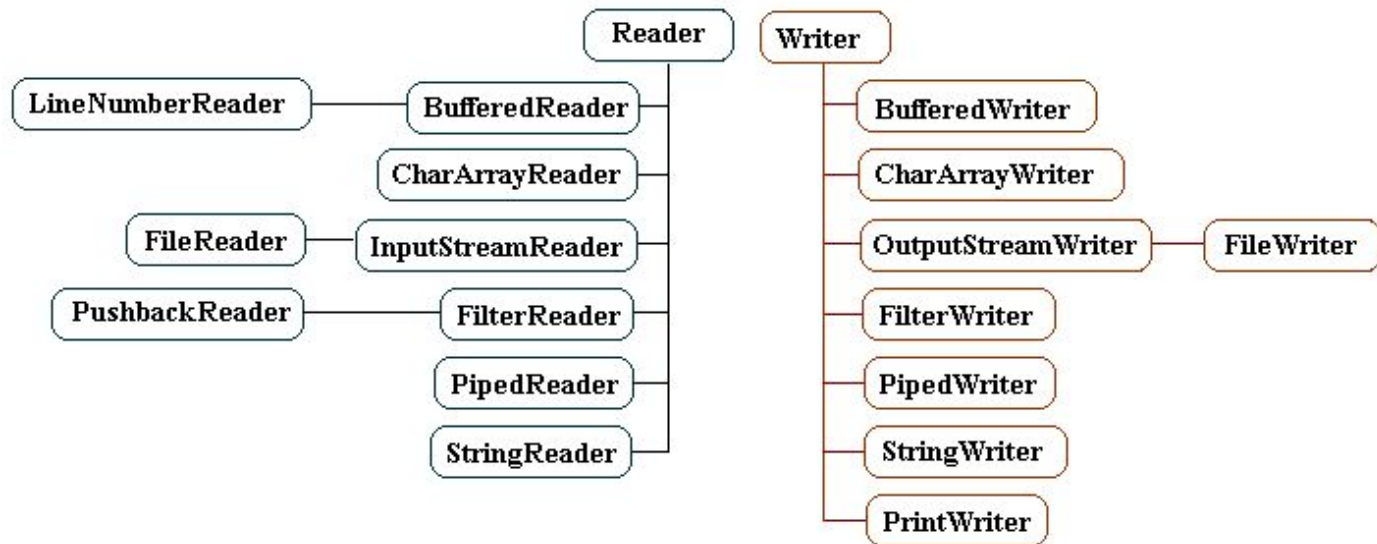 Reader
Writer
LineNumberReader
BufferedReader
BufferedWriter
CharArrayReader
CharArrayWriter
FileReader
InputStreamReader
OutputStreamWriter
FileWriter
PushbackReader
FilterReader
FilterWriter
PipedReader
PipedWriter
StringReader
StringWriter
PrintWriter